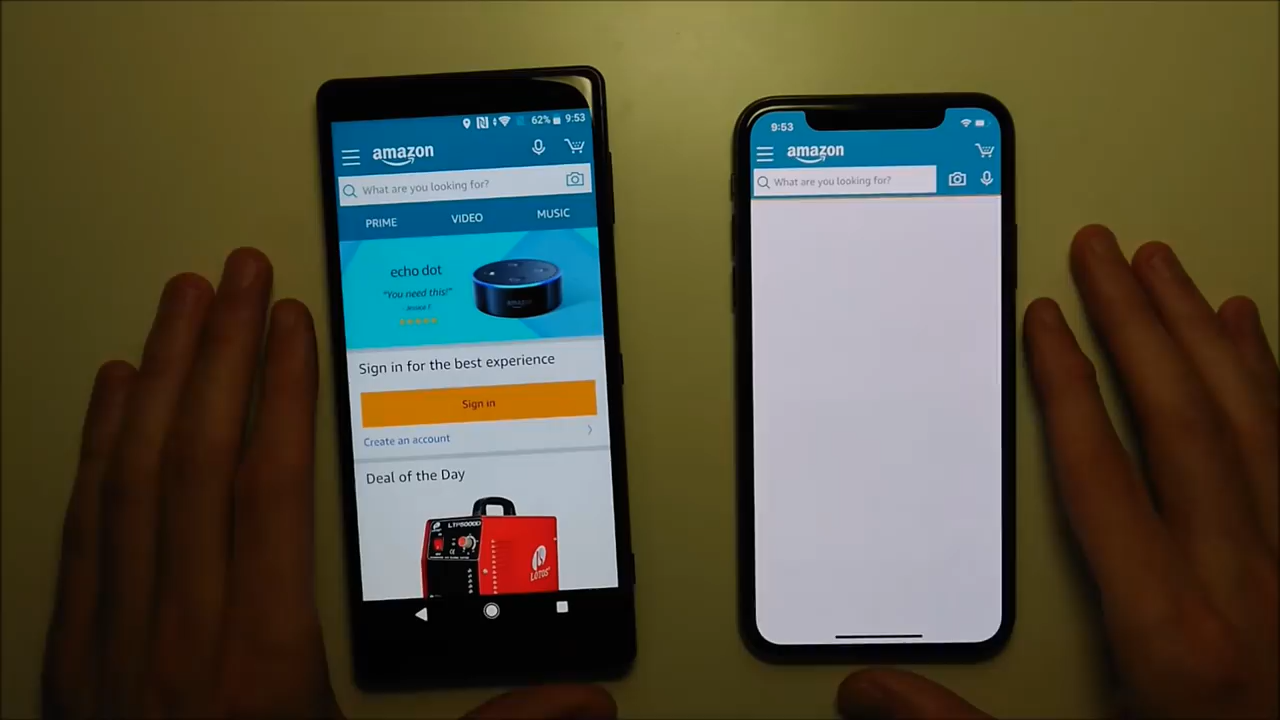 62% 9:53
amazon
What are you looking for?
PRIME VIDEO MUSIC
echo dot
"You need this!"
amazon
Sign in for the best experience
Sign in
Create an account
Deal of the Day
LTP5000D
LOTOS
9:53
amazon
What are you looking for?